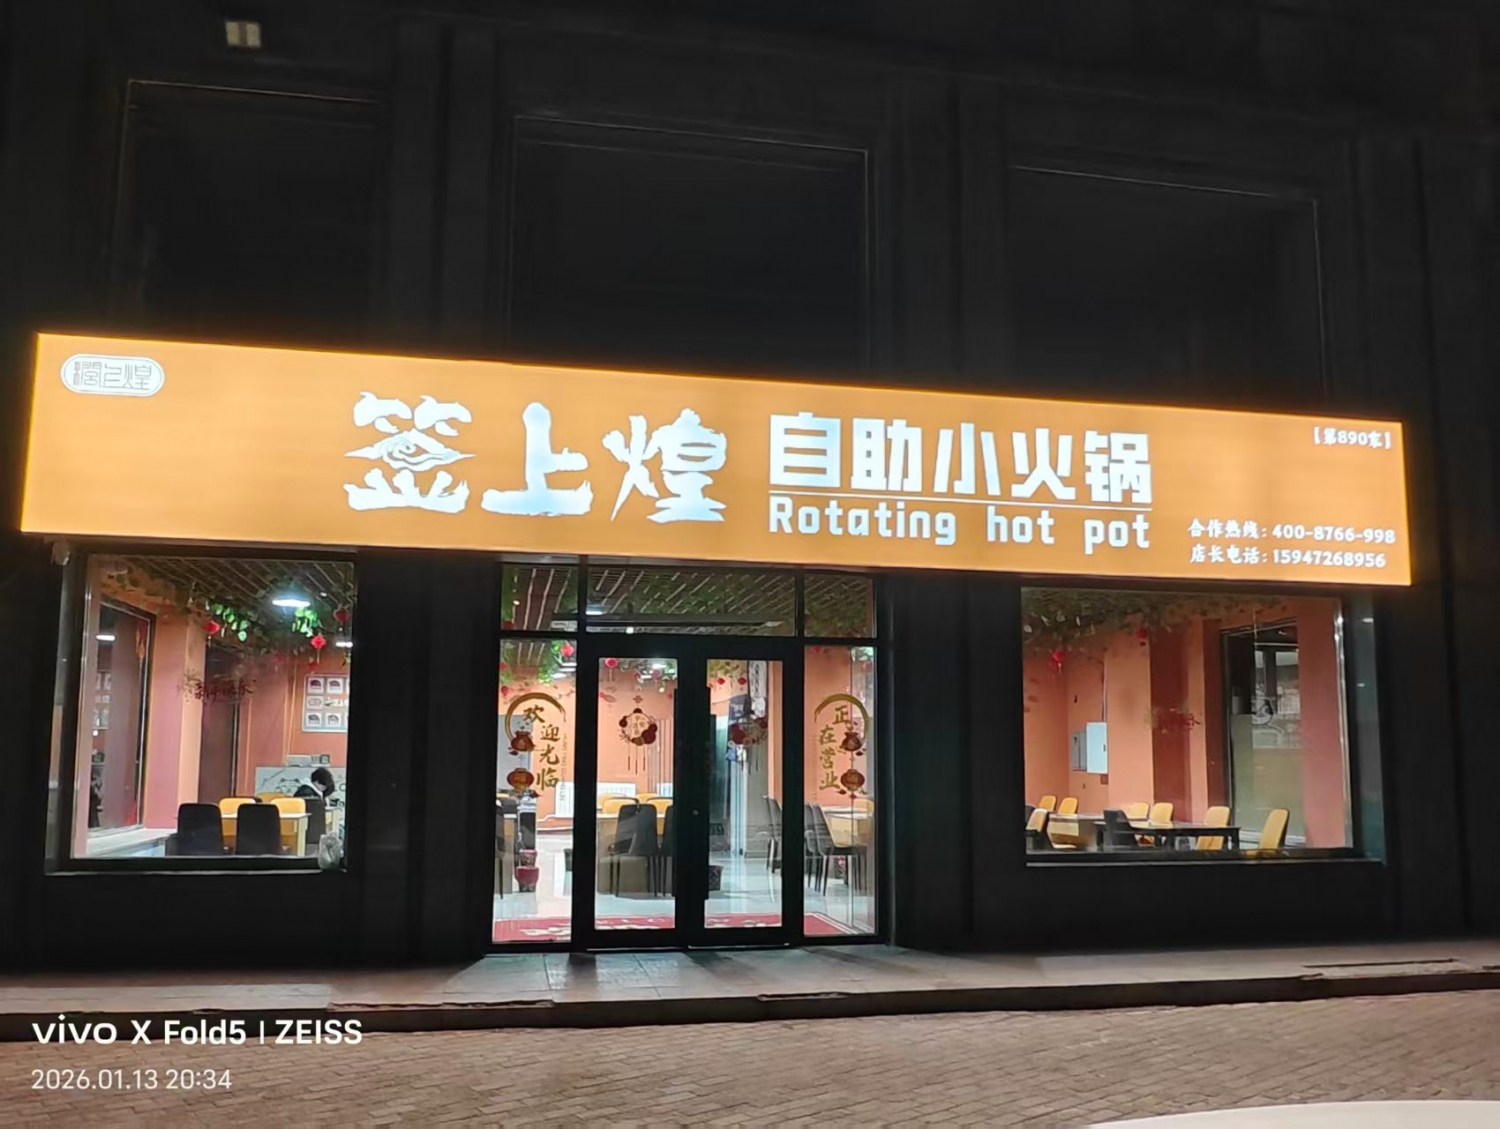 签上煌
自助小火锅
Rotating hot pot
【第890家】
合作热线:400-8766-998
店长电话:15947268956
欢迎光临
正在营业
vivo X Fold5 | ZEISS
2026.01.13 20:34